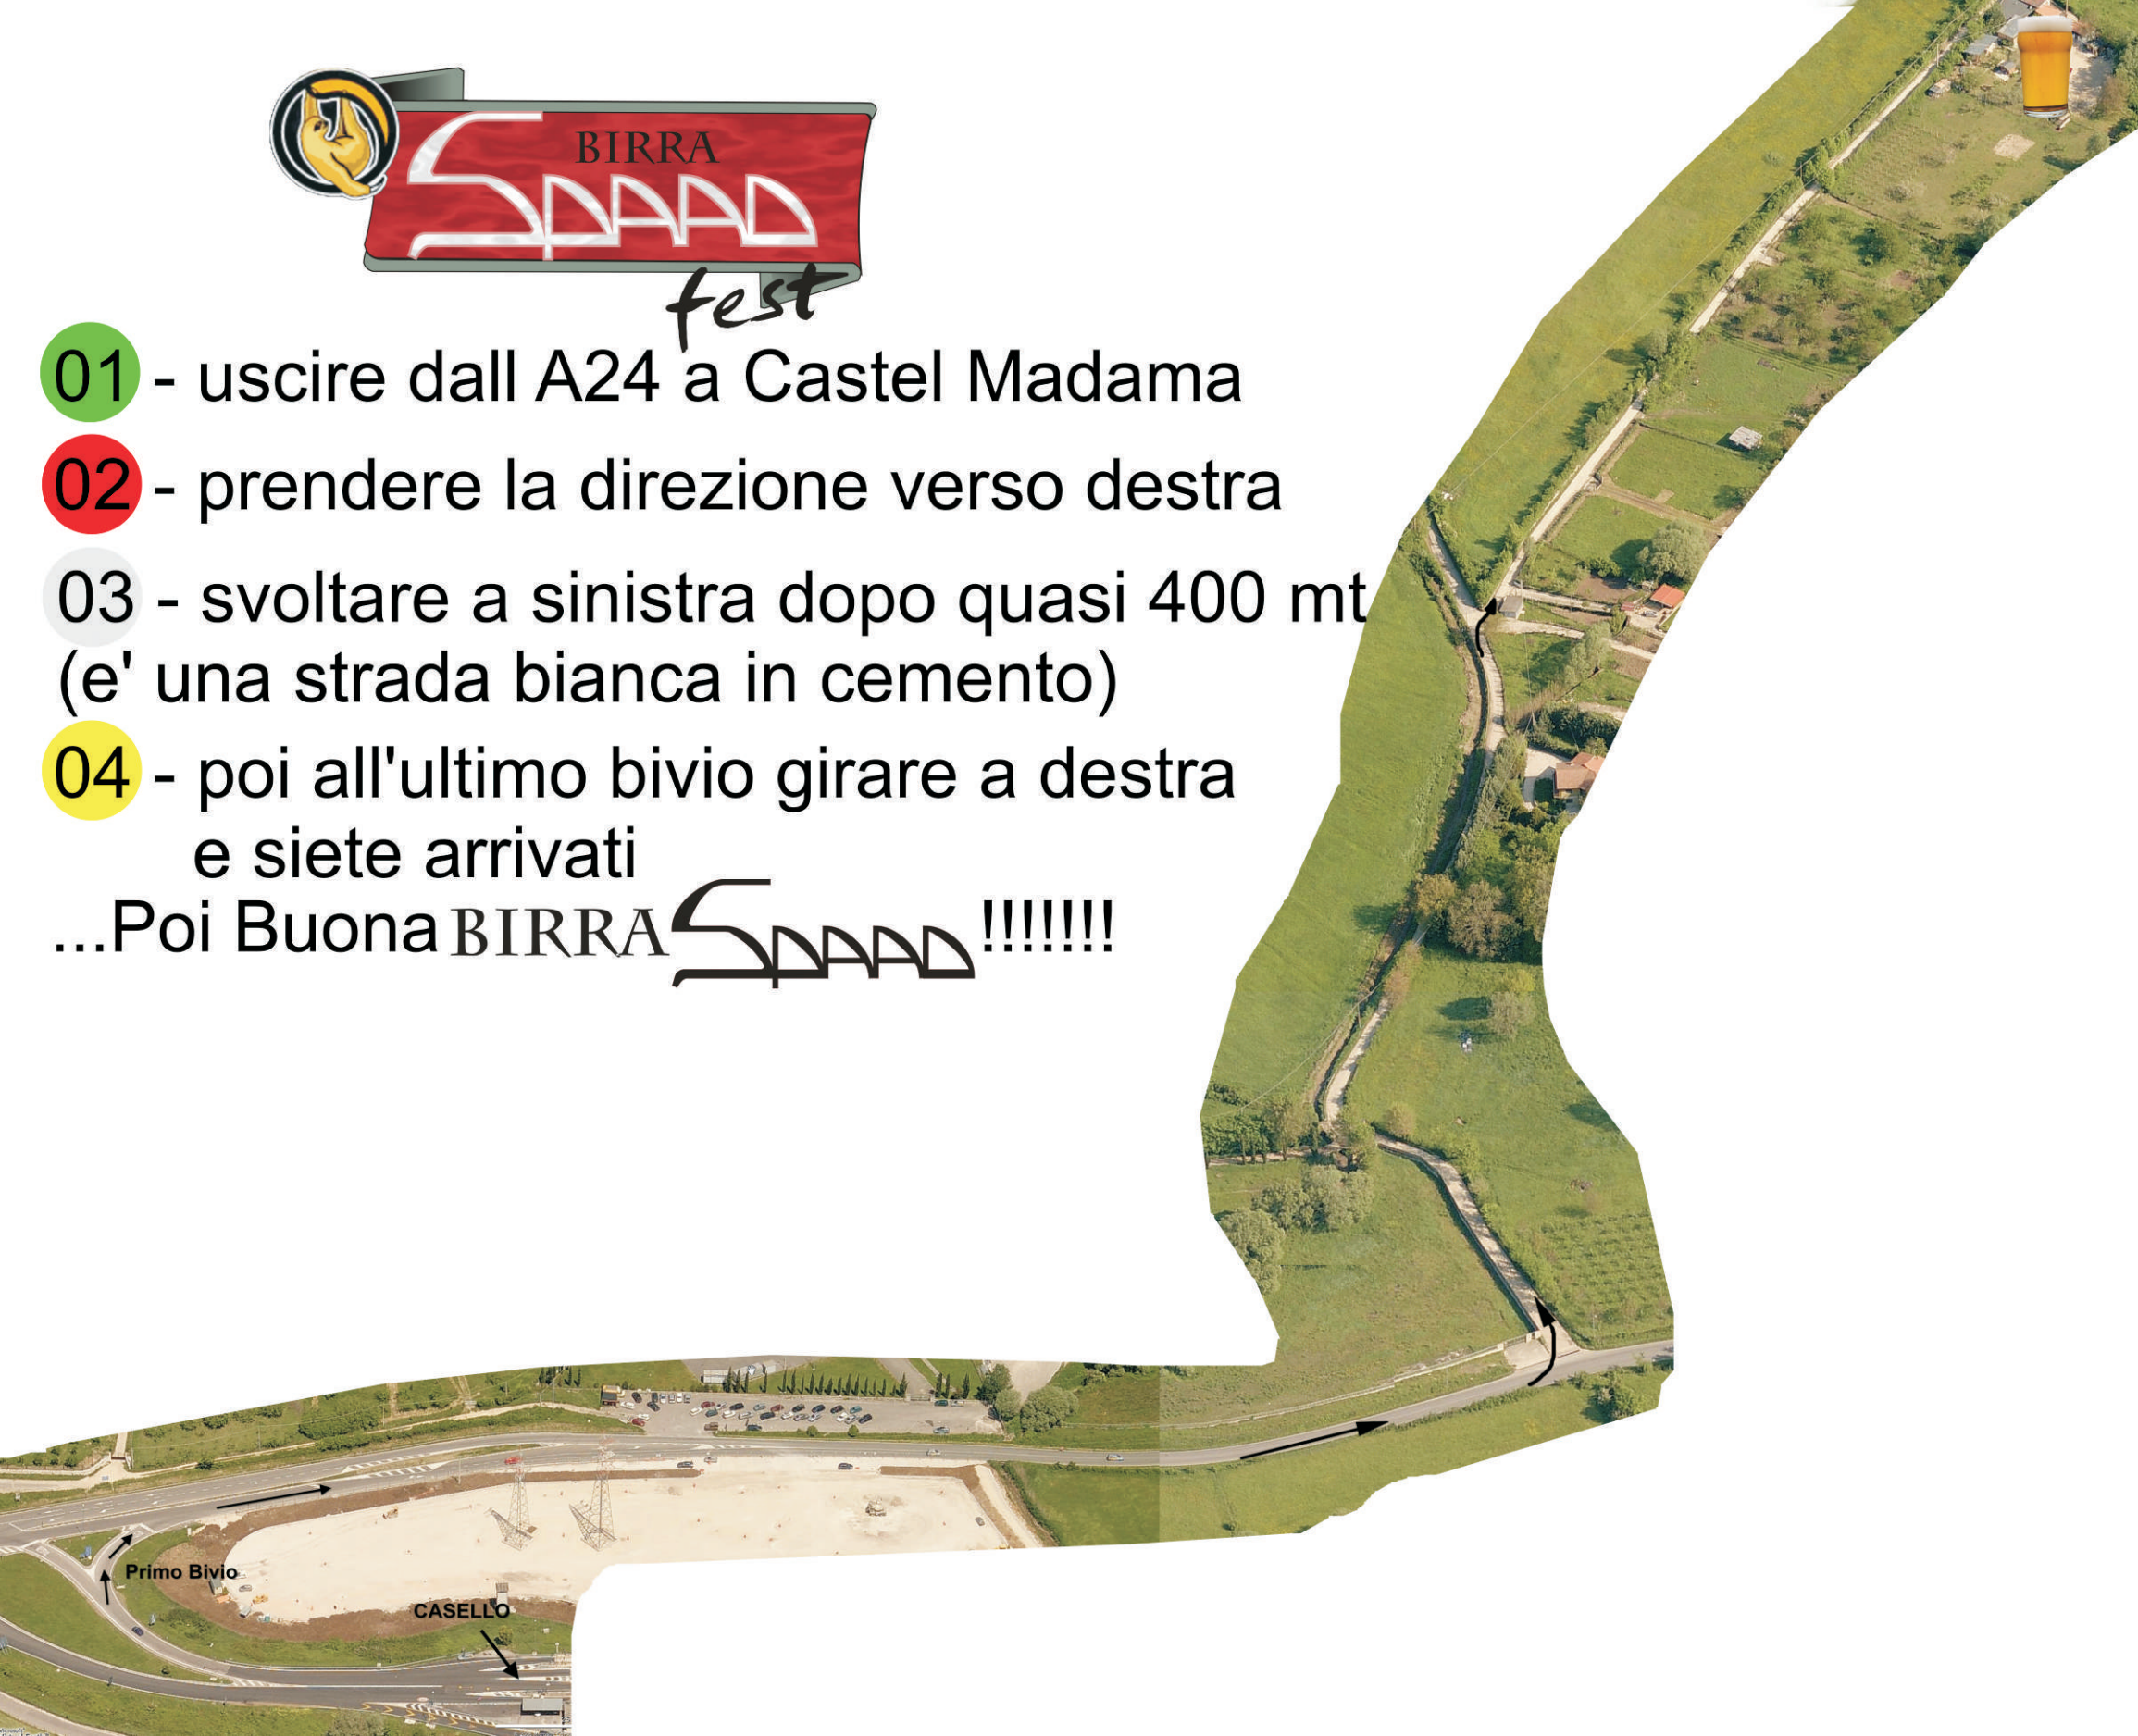 BIRRA
SPAAD
fest
01 - uscire dall A24 a Castel Madama
02 - prendere la direzione verso destra
03 - svoltare a sinistra dopo quasi 400 mt
(e' una strada bianca in cemento)
04 - poi all'ultimo bivio girare a destra
e siete arrivati
...Poi Buona BIRRA SPAAD !!!!!!!
Primo Bivio
CASELLO